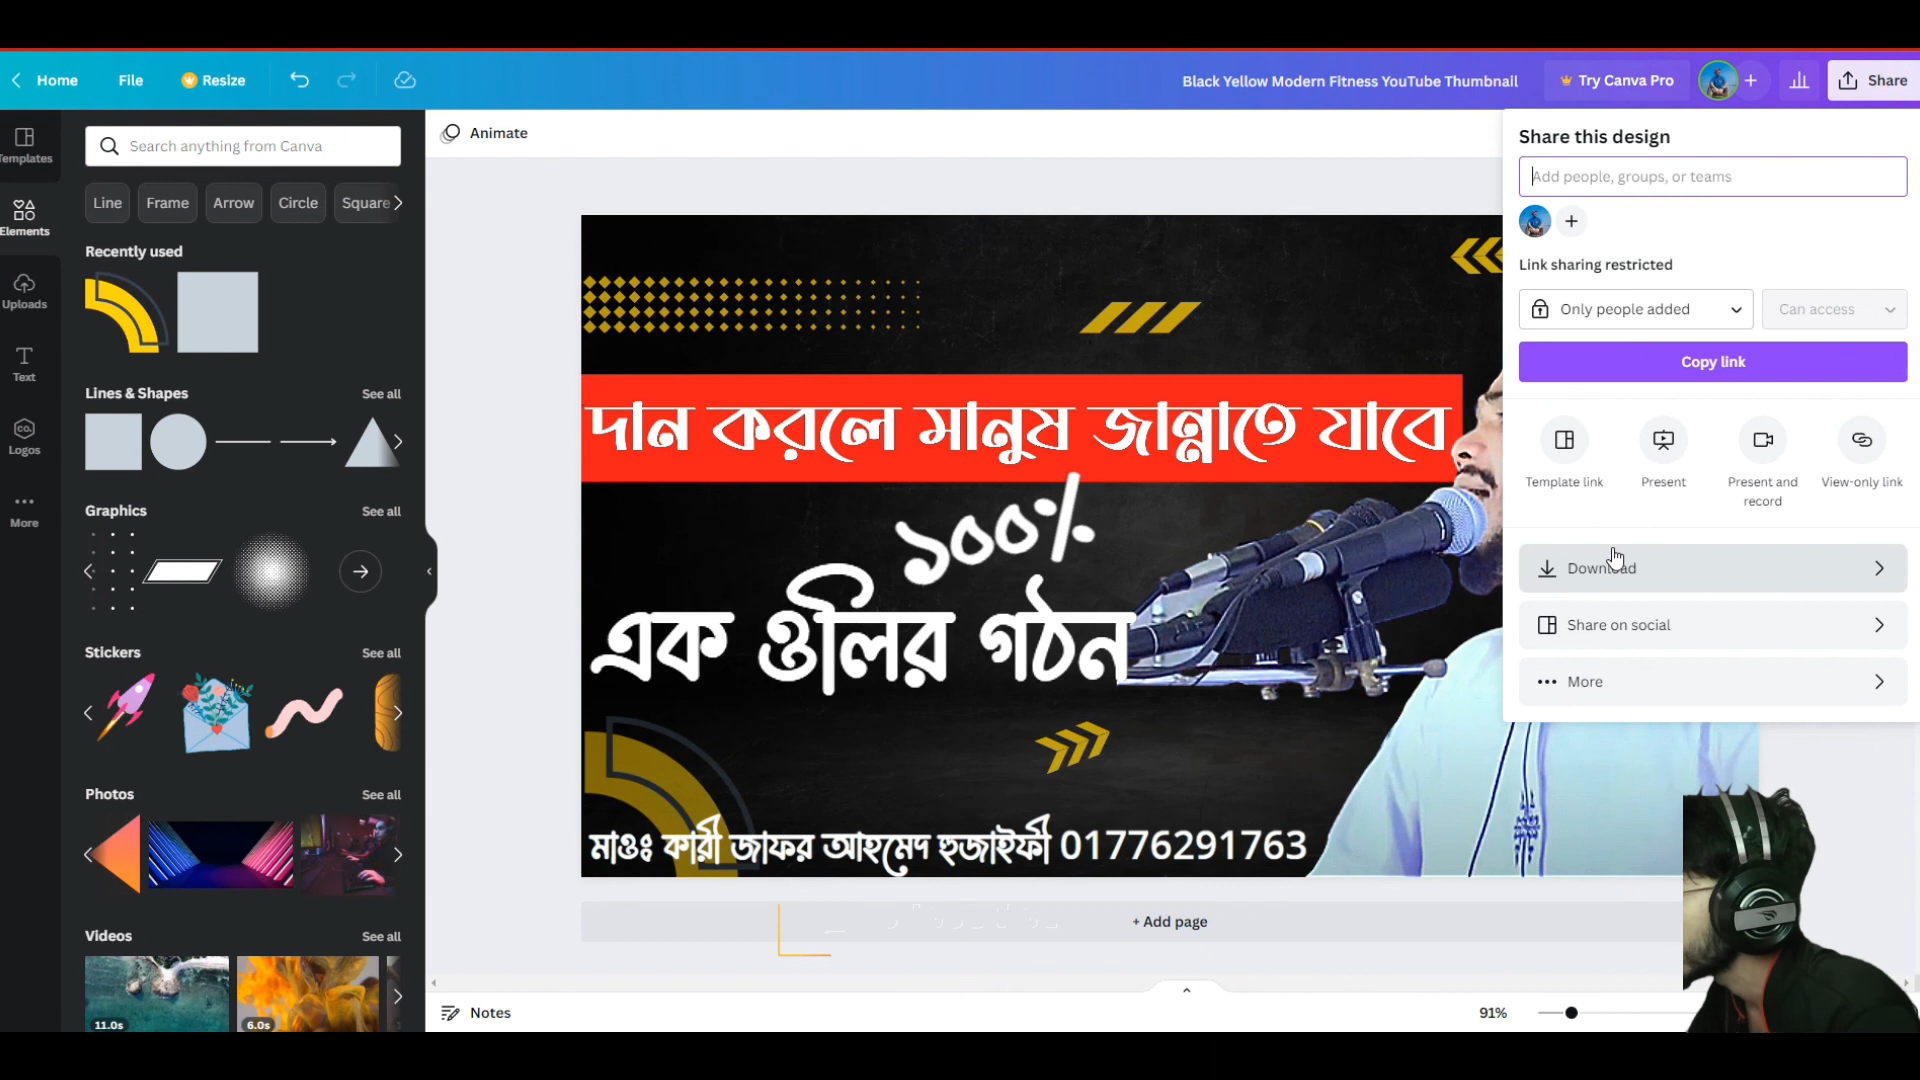 Home File Resize Black Yellow Modern Fitness YouTube Thumbnail Try Canva Pro + Share
Templates
Elements
Uploads
Text
CO.
Logos
More
Search anything from Canva
Line Frame Arrow Circle Square
Recently used
Lines & Shapes See all
Graphics See all
Stickers See all
Photos See all
Videos See all
11.0s 6.0s
Animate
দান করলে মানুষ জান্নাতে যাবে
১০০%
এক ওলির গঠন
মাওঃ কারী জাফর আহমেদ হুজাইফী 01776291763
+ Add page
Notes 91%
Share this design
Add people, groups, or teams
Link sharing restricted
Only people added Can access
Copy link
Template link Present Present and record View-only link
Download
Share on social
More